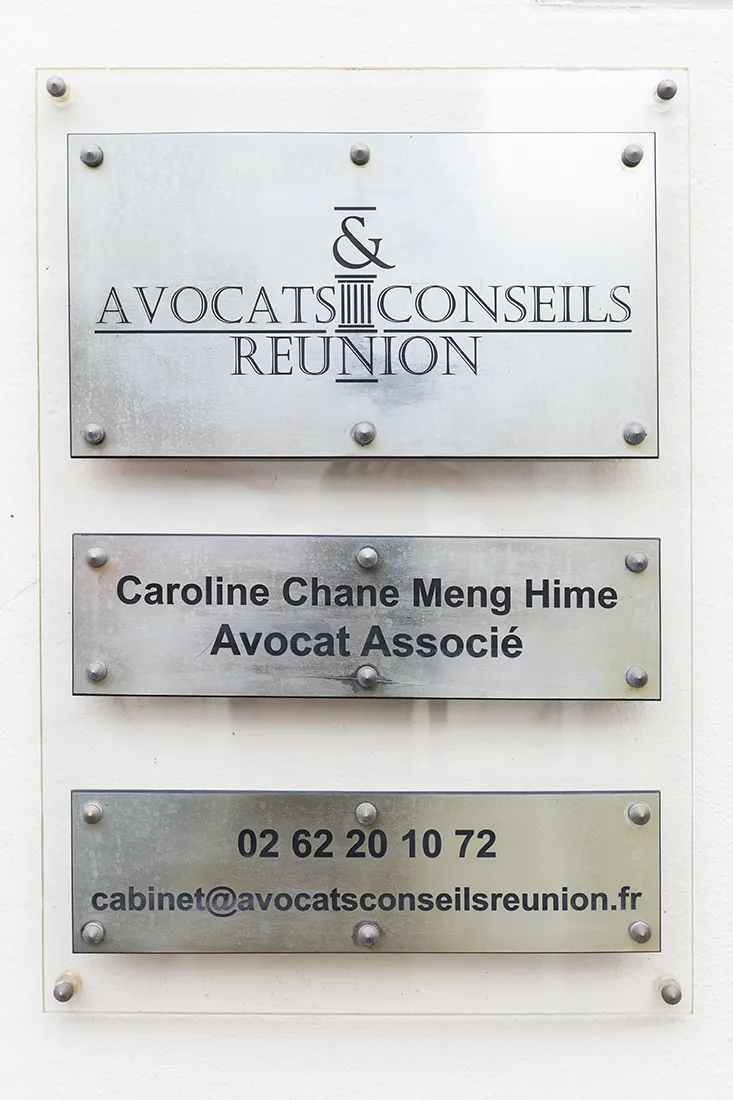 &
AVOCATS CONSEILS
REUNION
Caroline Chane Meng Hime
Avocat Associé
02 62 20 10 72
cabinet@avocatsconseilsreunion.fr